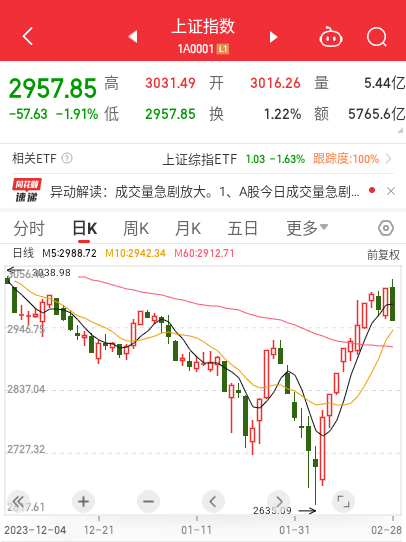 上证指数
1A0001 L1
2957.85
-57.63 -1.91%
高 3031.49 开 3016.26 量 5.44亿
低 2957.85 换 1.22% 额 5765.6亿
相关ETF ? 上证综指ETF 1.03 -1.63% 跟踪度:100%
同花顺速递 异动解读：成交量急剧放大。1、A股今日成交量急剧...
分时 日K 周K 月K 五日 更多
日线 M5:2988.72 M10:2942.34 M60:2912.71 前复权
3038.98
2946.75
2837.04
2727.32
2635.09
2023-12-04 12-21 01-11 01-31 02-28